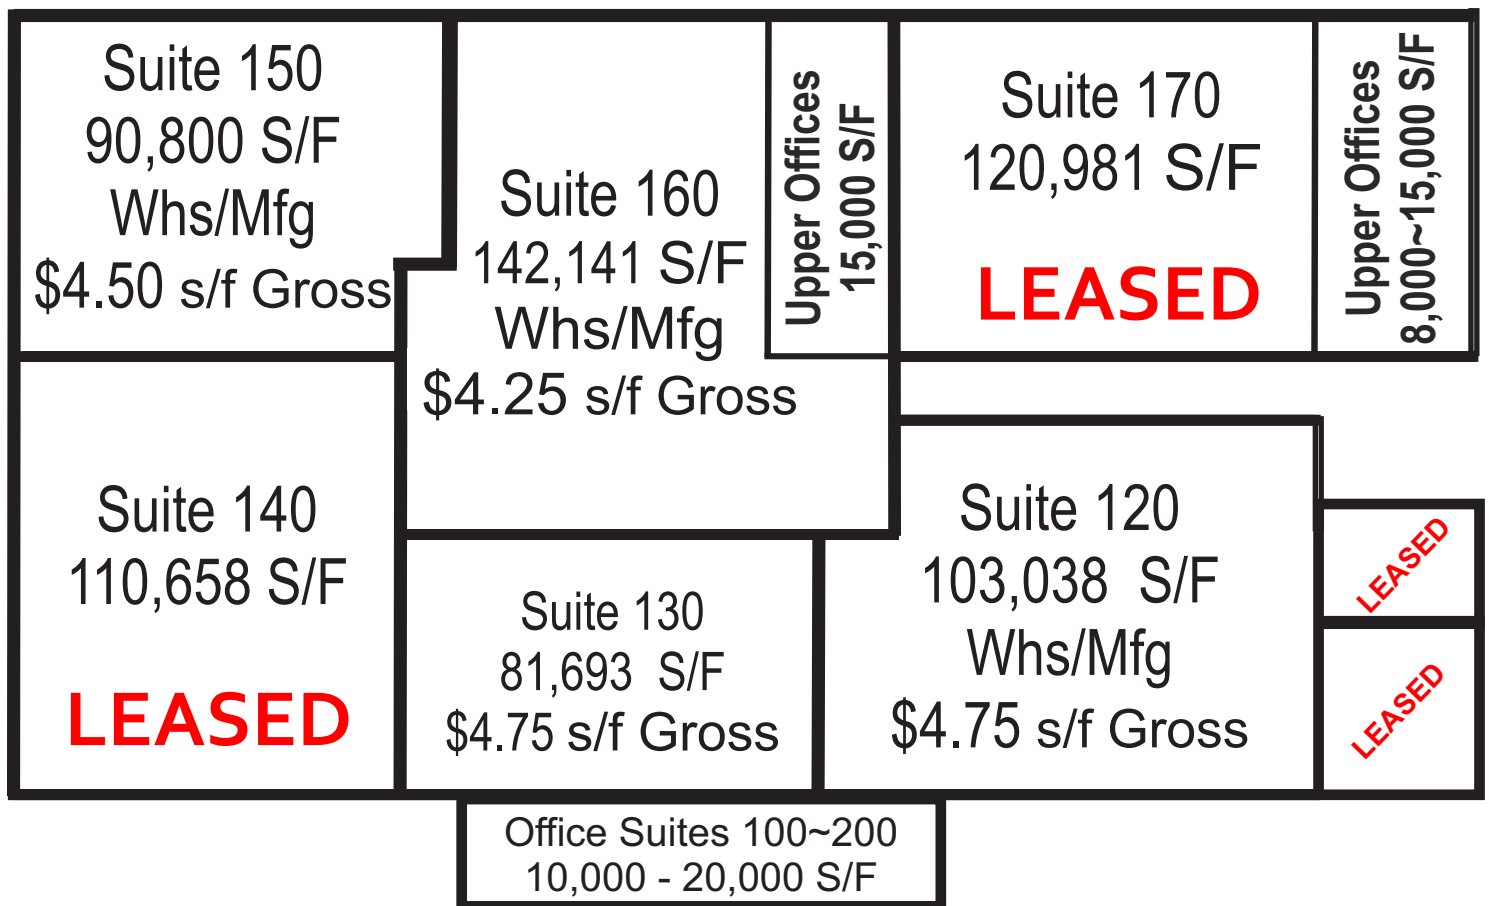 Suite 150
90,800 S/F
Whs/Mfg
$4.50 s/f Gross
Suite 160
142,141 S/F
Whs/Mfg
$4.25 s/f Gross
Upper Offices
15,000 S/F
Suite 170
120,981 S/F
LEASED
Upper Offices
8,000~15,000 S/F
Suite 140
110,658 S/F
LEASED
Suite 130
81,693 S/F
$4.75 s/f Gross
Suite 120
103,038 S/F
Whs/Mfg
$4.75 s/f Gross
LEASED
LEASED
Office Suites 100~200
10,000 - 20,000 S/F